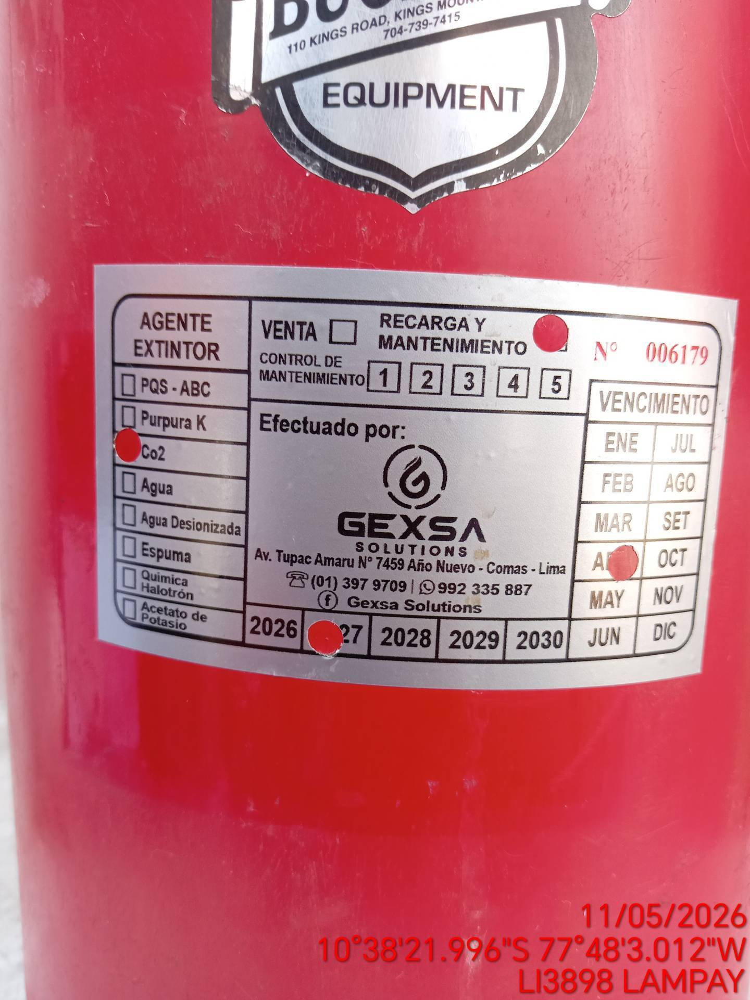 110 KINGS ROAD, KINGS
704-739-7415
EQUIPMENT
AGENTE
EXTINTOR
PQS - ABC
Purpura K
Co2
Agua
Agua Desionizada
Espuma
Quimica
Halotrón
Acetato de
Potasio
VENTA
RECARGA Y
MANTENIMIENTO
CONTROL DE
MANTENIMIENTO 1 2 3 4 5
Efectuado por:
GEXSA
SOLUTIONS
Av. Tupac Amaru N° 7459 Año Nuevo - Comas - Lima
(01) 397 9709 | 992 335 887
Gexsa Solutions
2026 27 2028 2029 2030
N° 006179
VENCIMIENTO
ENE JUL
FEB AGO
MAR SET
A OCT
MAY NOV
JUN DIC
11/05/2026
10°38'21.996"S 77°48'3.012"W
LI3898 LAMPAY